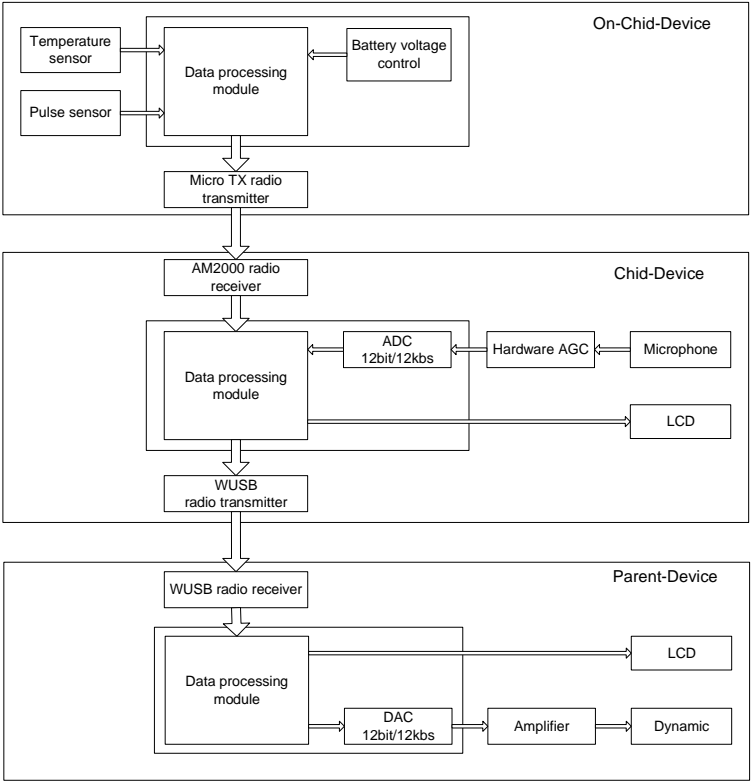 On-Chid-Device
Temperature
sensor
Data processing
module
Battery voltage
control
Pulse sensor
Micro TX radio
transmitter
AM2000 radio
receiver
Chid-Device
Data processing
module
ADC
12bit/12kbs
Hardware AGC
Microphone
LCD
WUSB
radio transmitter
WUSB radio receiver
Parent-Device
Data processing
module
LCD
DAC
12bit/12kbs
Amplifier
Dynamic